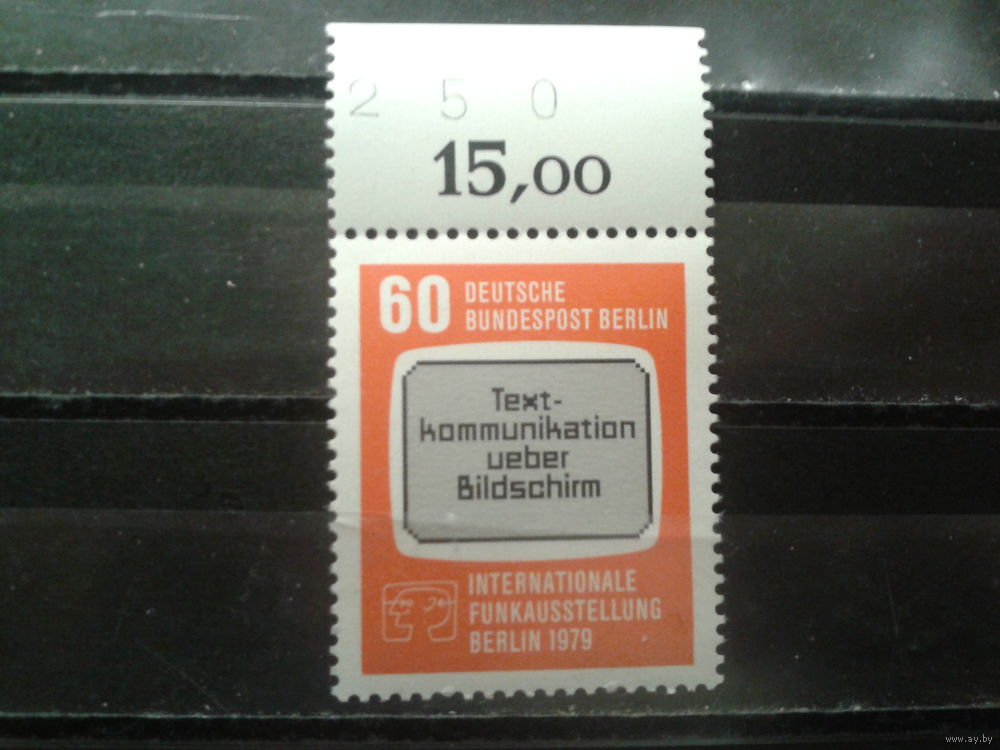 2 5 0
15,00
60 DEUTSCHE
BUNDESPOST BERLIN
Text-
kommunikation
ueber
Bildschirm
INTERNATIONALE
FUNKAUSSTELLUNG
BERLIN 1979
www.ay.by